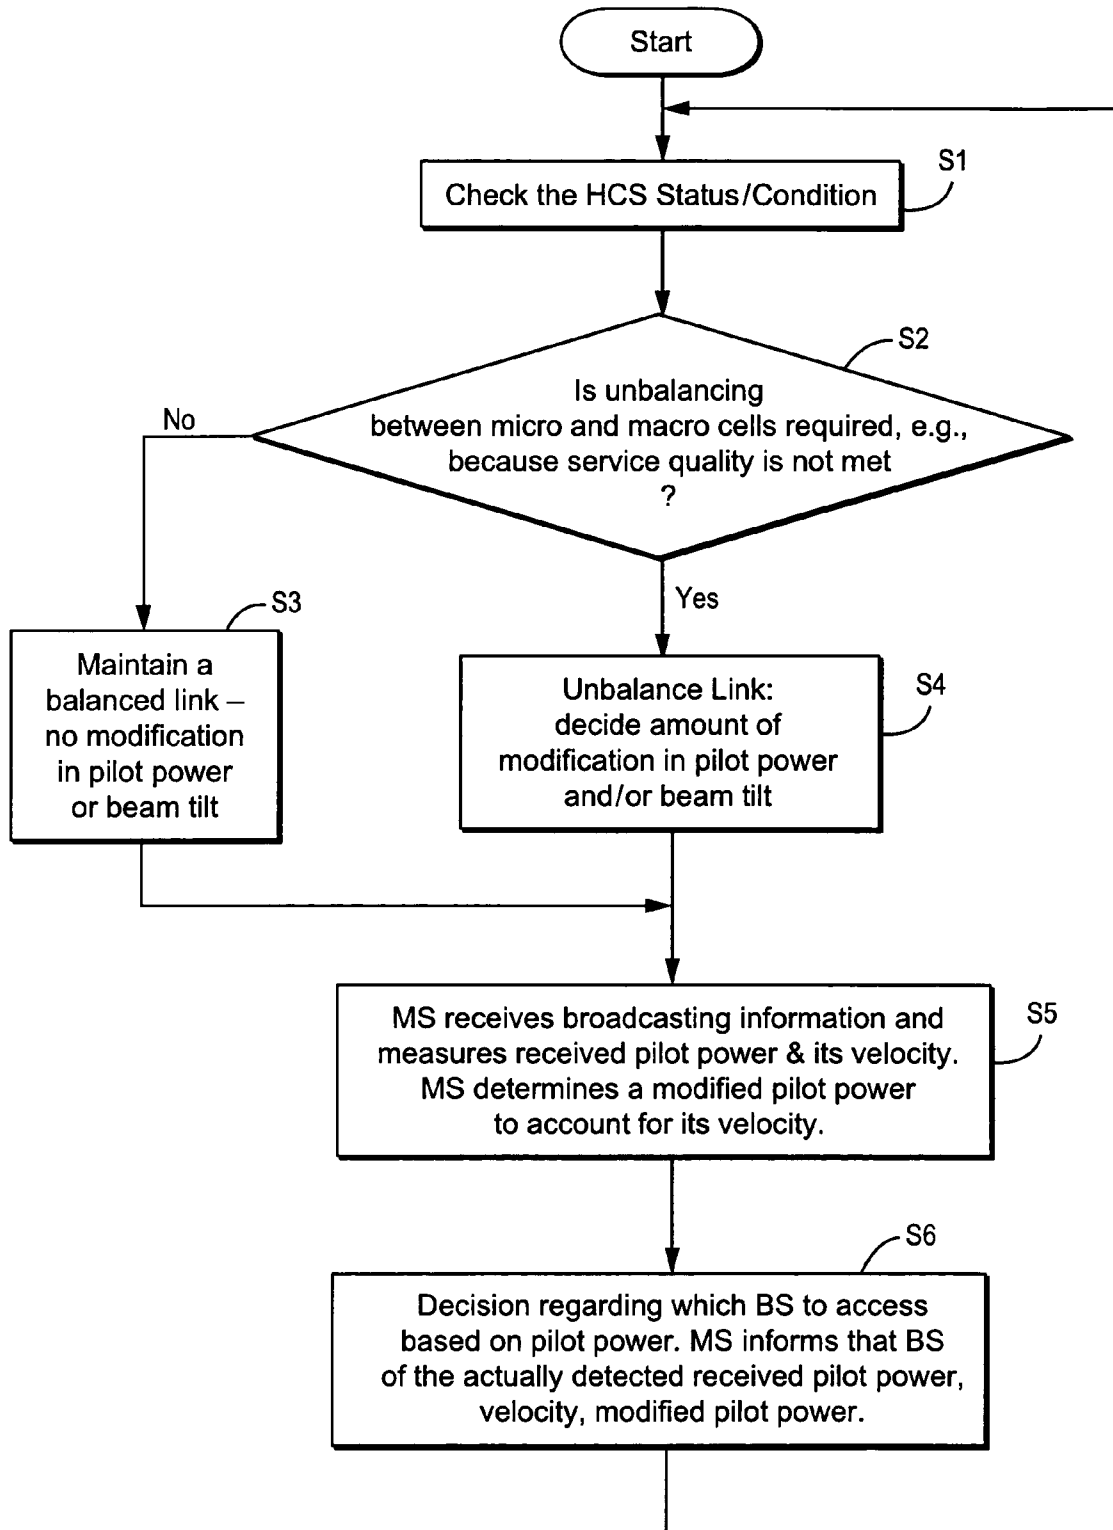 Start
S1
Check the HCS Status/Condition
S2
Is unbalancing
between micro and macro cells required, e.g.,
because service quality is not met
?
No
Yes
S3
Maintain a
balanced link –
no modification
in pilot power
or beam tilt
S4
Unbalance Link:
decide amount of
modification in pilot power
and/or beam tilt
S5
MS receives broadcasting information and
measures received pilot power & its velocity.
MS determines a modified pilot power
to account for its velocity.
S6
Decision regarding which BS to access
based on pilot power. MS informs that BS
of the actually detected received pilot power,
velocity, modified pilot power.